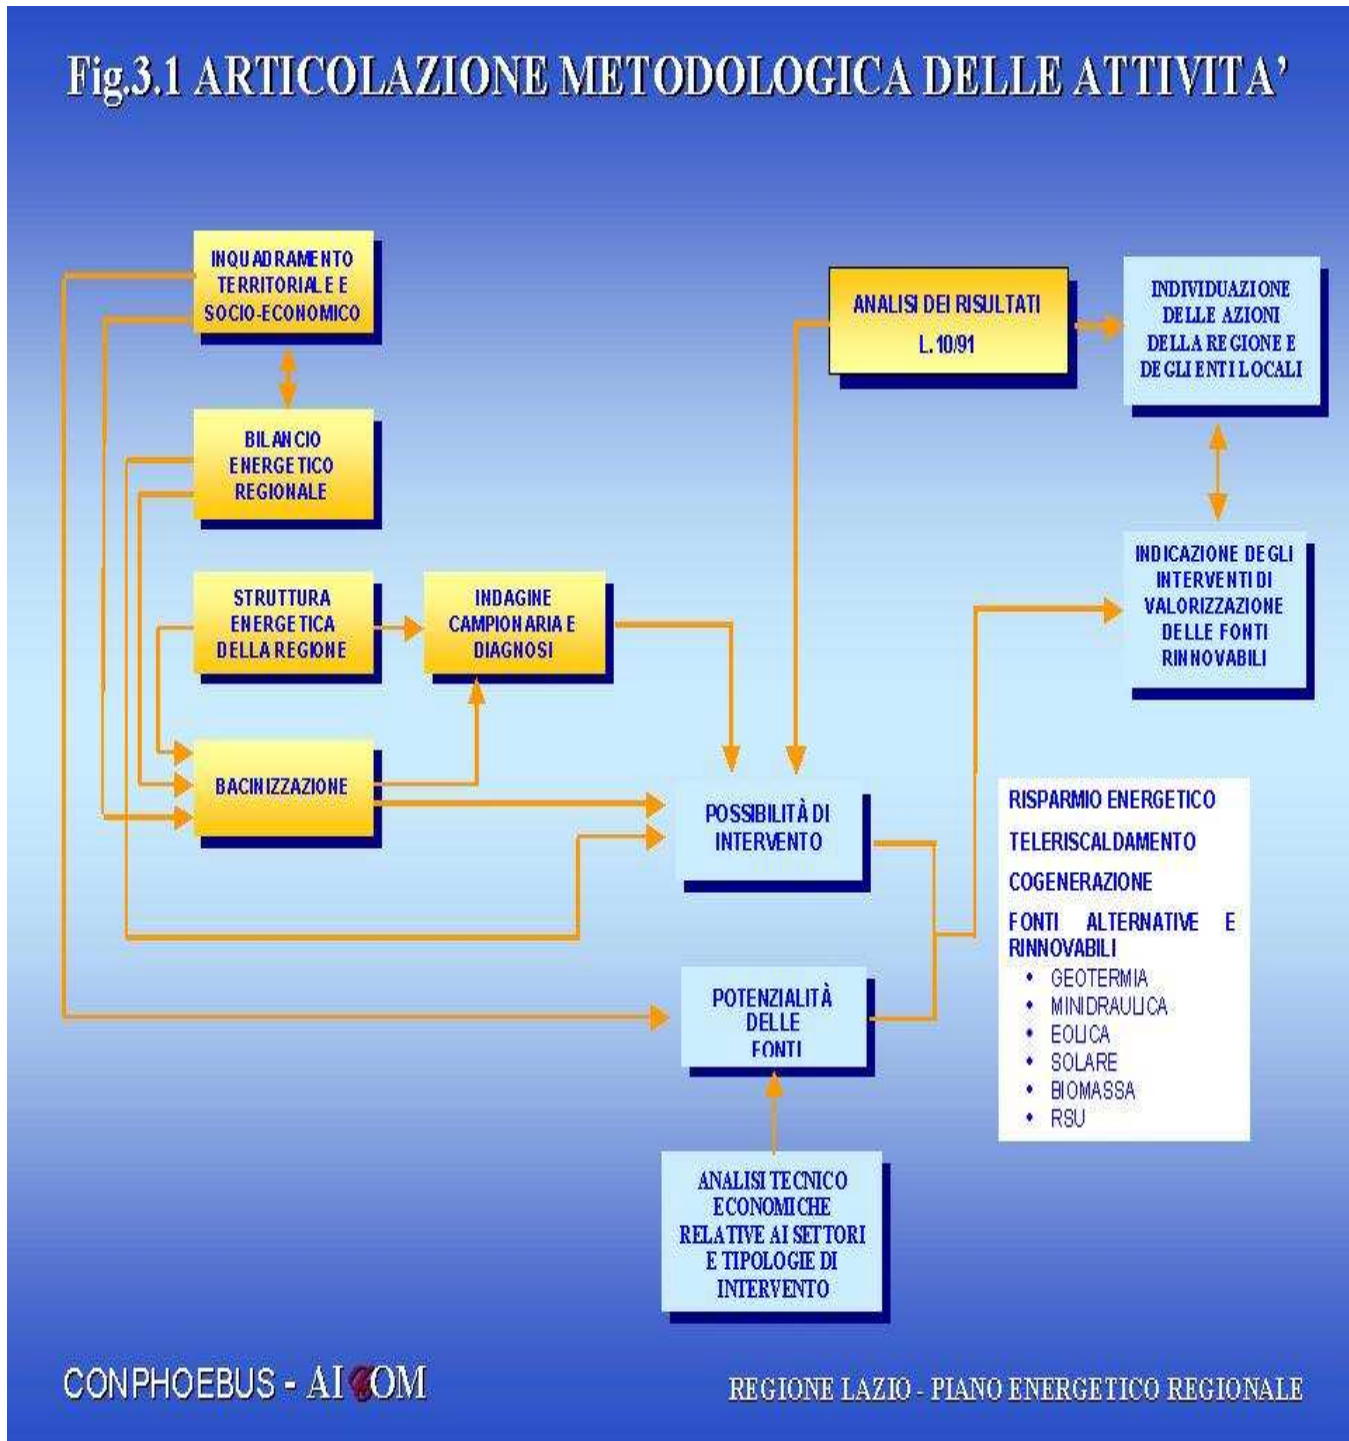 Fig.3.1 ARTICOLAZIONE METODOLOGICA DELLE ATTIVITA'
INQUADRAMENTO
TERRITORIALE E
SOCIO-ECONOMICO
BILANCIO
ENERGETICO
REGIONALE
STRUTTURA
ENERGETICA
DELLA REGIONE
INDAGINE
CAMPIONARIA E
DIAGNOSI
BACINIZZAZIONE
ANALISI DEI RISULTATI
L. 10/91
INDIVIDUAZIONE
DELLE AZIONI
DELLA REGIONE E
DEGLI ENTI LOCALI
INDICAZIONE DEGLI
INTERVENTI DI
VALORIZZAZIONE
DELLE FONTI
RINNOVABILI
POSSIBILITÀ DI
INTERVENTO
POTENZIALITÀ
DELLE
FONTI
ANALISI TECNICO
ECONOMICHE
RELATIVE AI SETTORI
E TIPOLOGIE DI
INTERVENTO
RISPARMIO ENERGETICO
TELERISCALDAMENTO
COGENERAZIONE
FONTI ALTERNATIVE E
RINNOVABILI
• GEOTERMIA
• MINIDRAULICA
• EOLICA
• SOLARE
• BIOMASSA
• RSU
CONPHOEBUS -
REGIONE LAZIO - PIANO ENERGETICO REGIONALE